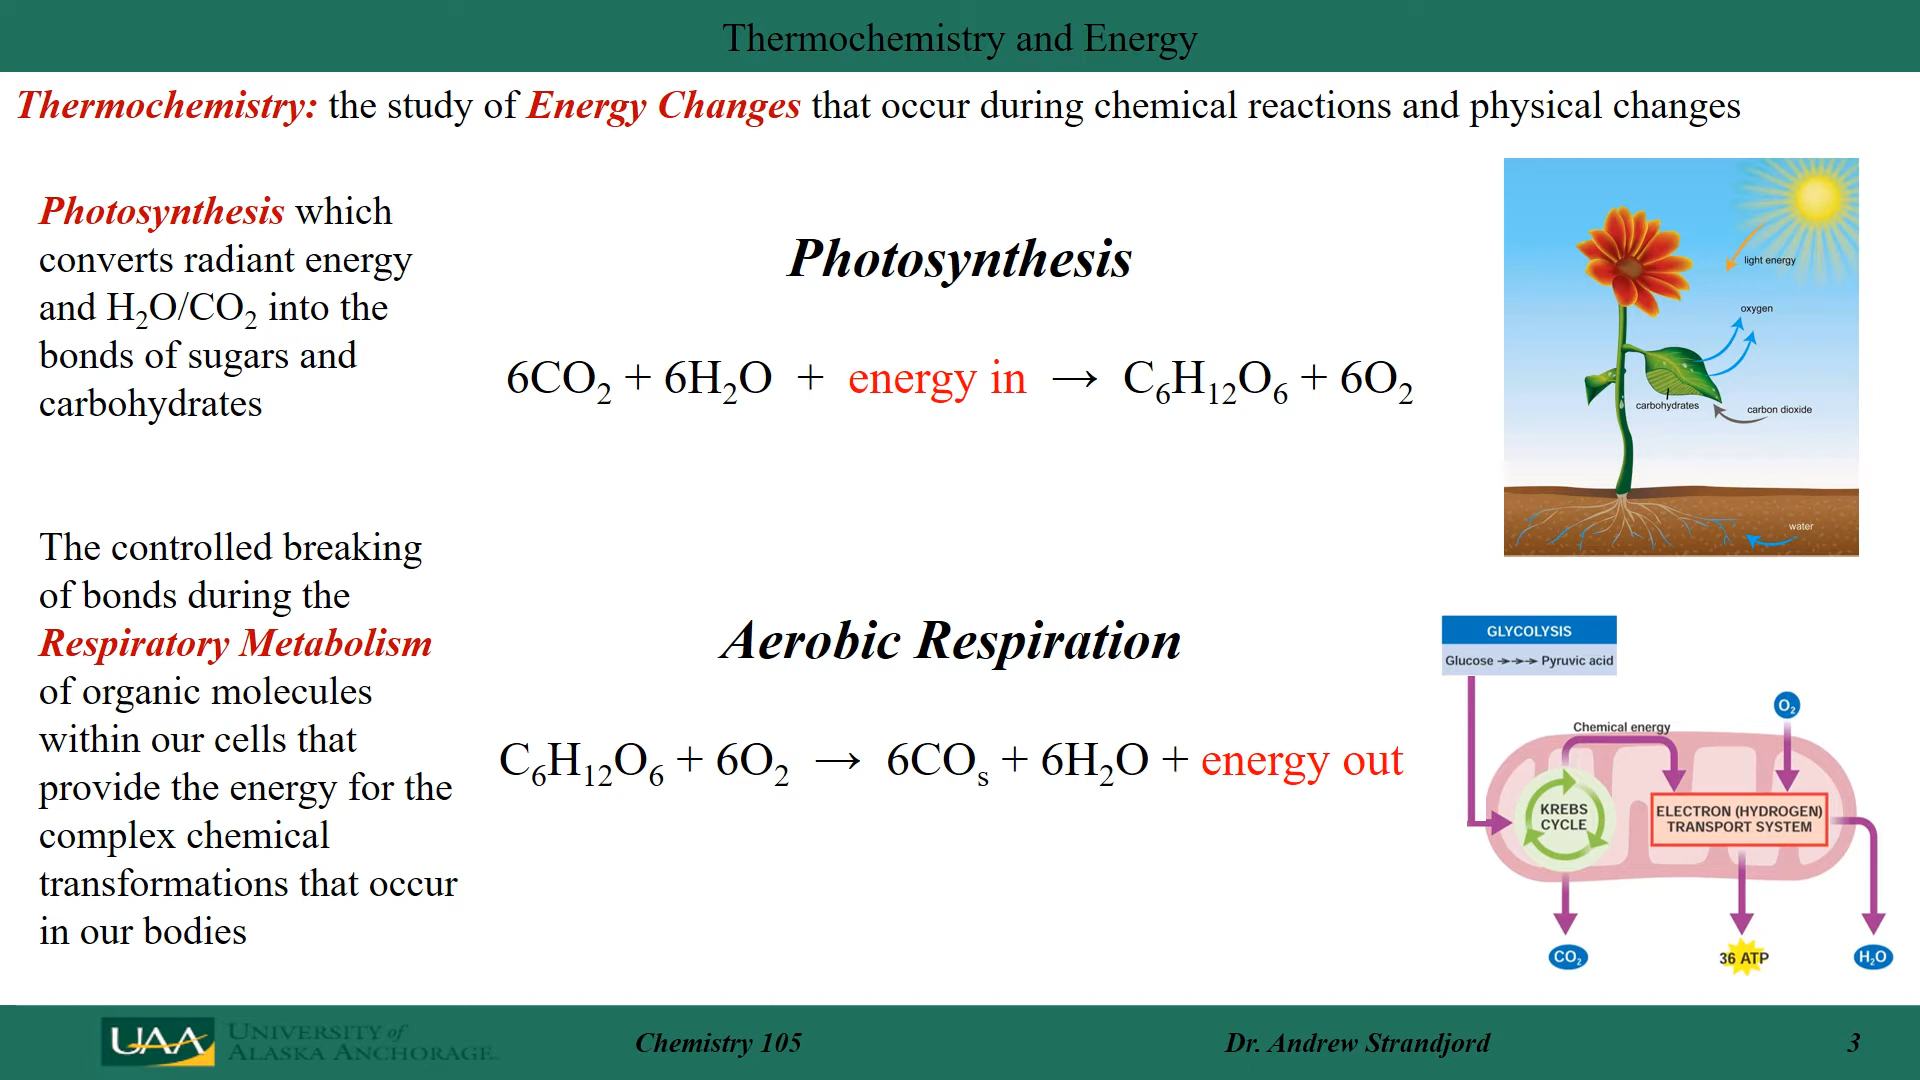 Thermochemistry and Energy
Thermochemistry: the study of Energy Changes that occur during chemical reactions and physical changes
Photosynthesis which
converts radiant energy
and H₂O/CO₂ into the
bonds of sugars and
carbohydrates
Photosynthesis
6CO₂ + 6H₂O + energy in → C₆H₁₂O₆ + 6O₂
light energy
oxygen
carbohydrates
carbon dioxide
water
The controlled breaking
of bonds during the
Respiratory Metabolism
of organic molecules
within our cells that
provide the energy for the
complex chemical
transformations that occur
in our bodies
Aerobic Respiration
C₆H₁₂O₆ + 6O₂ → 6COₛ + 6H₂O + energy out
GLYCOLYSIS
Glucose →→→ Pyruvic acid
O₂
Chemical energy
KREBS
CYCLE
ELECTRON (HYDROGEN)
TRANSPORT SYSTEM
CO₂
36 ATP
H₂O
UAA
UNIVERSITY of
ALASKA ANCHORAGE
Chemistry 105
Dr. Andrew Strandjord
3